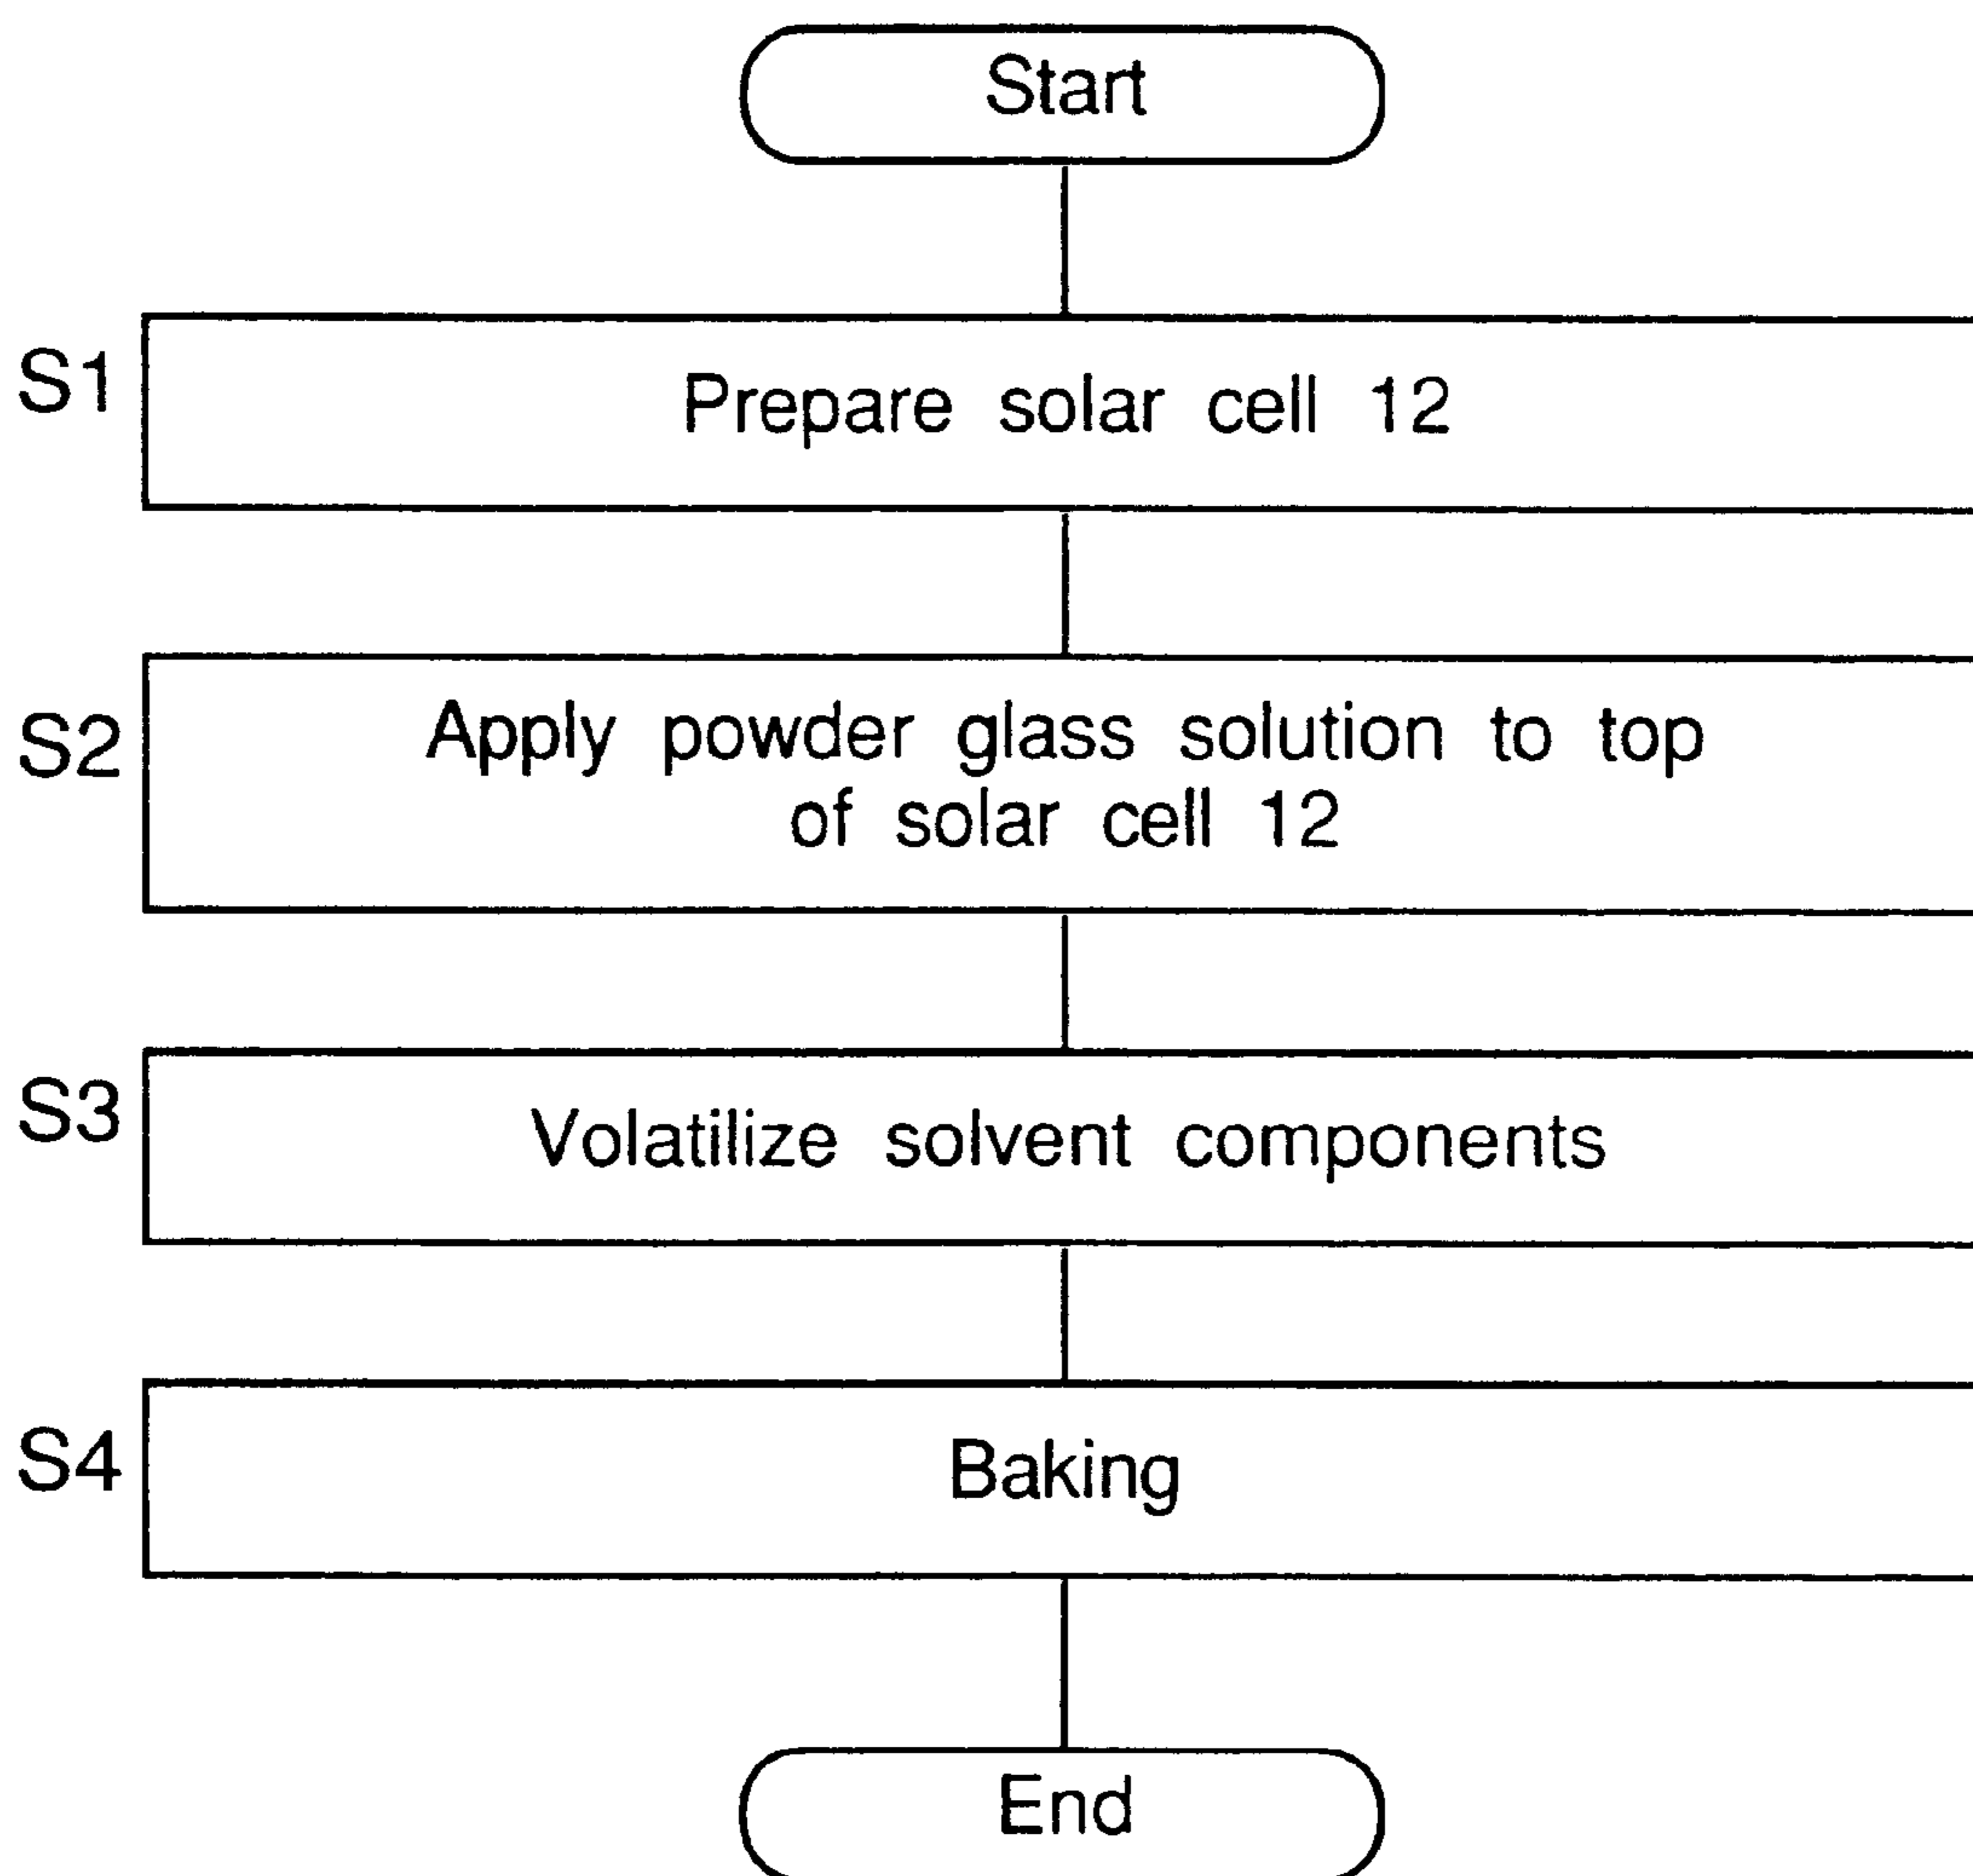 Start
S1
Prepare solar cell 12
S2
Apply powder glass solution to top
of solar cell 12
S3
Volatilize solvent components
S4
Baking
End